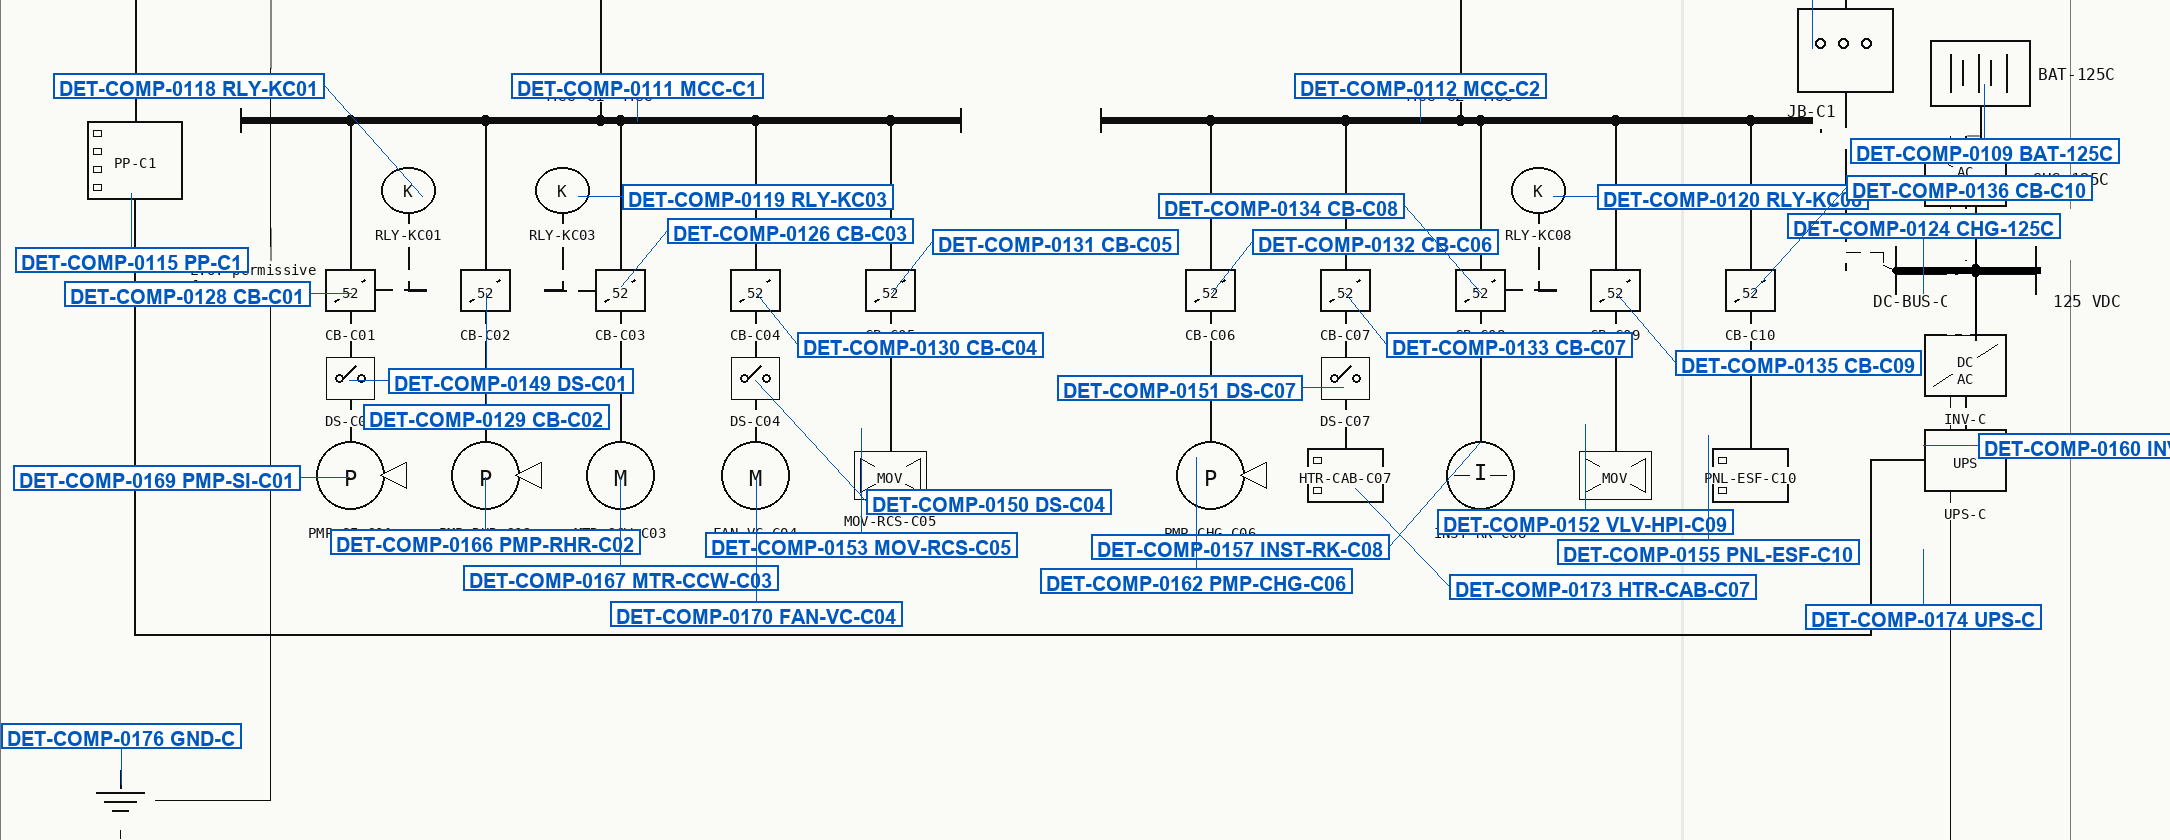 BAT-125C
DET-COMP-0118 RLY-KC01
DET-COMP-0111 MCC-C1
DET-COMP-0112 MCC-C2
JB-C1
DET-COMP-0109 BAT-125C
PP-C1
AC
K
K
K
DET-COMP-0119 RLY-KC03
DET-COMP-0134 CB-C08
DET-COMP-0120 RLY-KC08
DET-COMP-0136 CB-C10
RLY-KC01
RLY-KC03
DET-COMP-0126 CB-C03
DET-COMP-0131 CB-C05
DET-COMP-0132 CB-C06
RLY-KC08
DET-COMP-0124 CHG-125C
DET-COMP-0115 PP-C1
permissive
DET-COMP-0128 CB-C01
52
52
52
52
52
52
52
52
52
52
DC-BUS-C
125 VDC
CB-C01
CB-C02
CB-C03
CB-C04
CB-C06
CB-C07
CB-C10
DET-COMP-0130 CB-C04
DET-COMP-0133 CB-C07
DET-COMP-0135 CB-C09
DC
AC
DET-COMP-0149 DS-C01
DET-COMP-0151 DS-C07
DET-COMP-0129 CB-C02
DS-C04
DS-C07
INV-C
DET-COMP-0160 INV
UPS
DET-COMP-0169 PMP-SI-C01
P
P
M
M
MOV
P
HTR-CAB-C07
I
MOV
PNL-ESF-C10
DET-COMP-0150 DS-C04
UPS-C
MOV-RCS-C05
DET-COMP-0152 VLV-HPI-C09
DET-COMP-0166 PMP-RHR-C02
DET-COMP-0153 MOV-RCS-C05
DET-COMP-0157 INST-RK-C08
DET-COMP-0155 PNL-ESF-C10
DET-COMP-0167 MTR-CCW-C03
DET-COMP-0162 PMP-CHG-C06
DET-COMP-0173 HTR-CAB-C07
DET-COMP-0170 FAN-VC-C04
DET-COMP-0174 UPS-C
DET-COMP-0176 GND-C